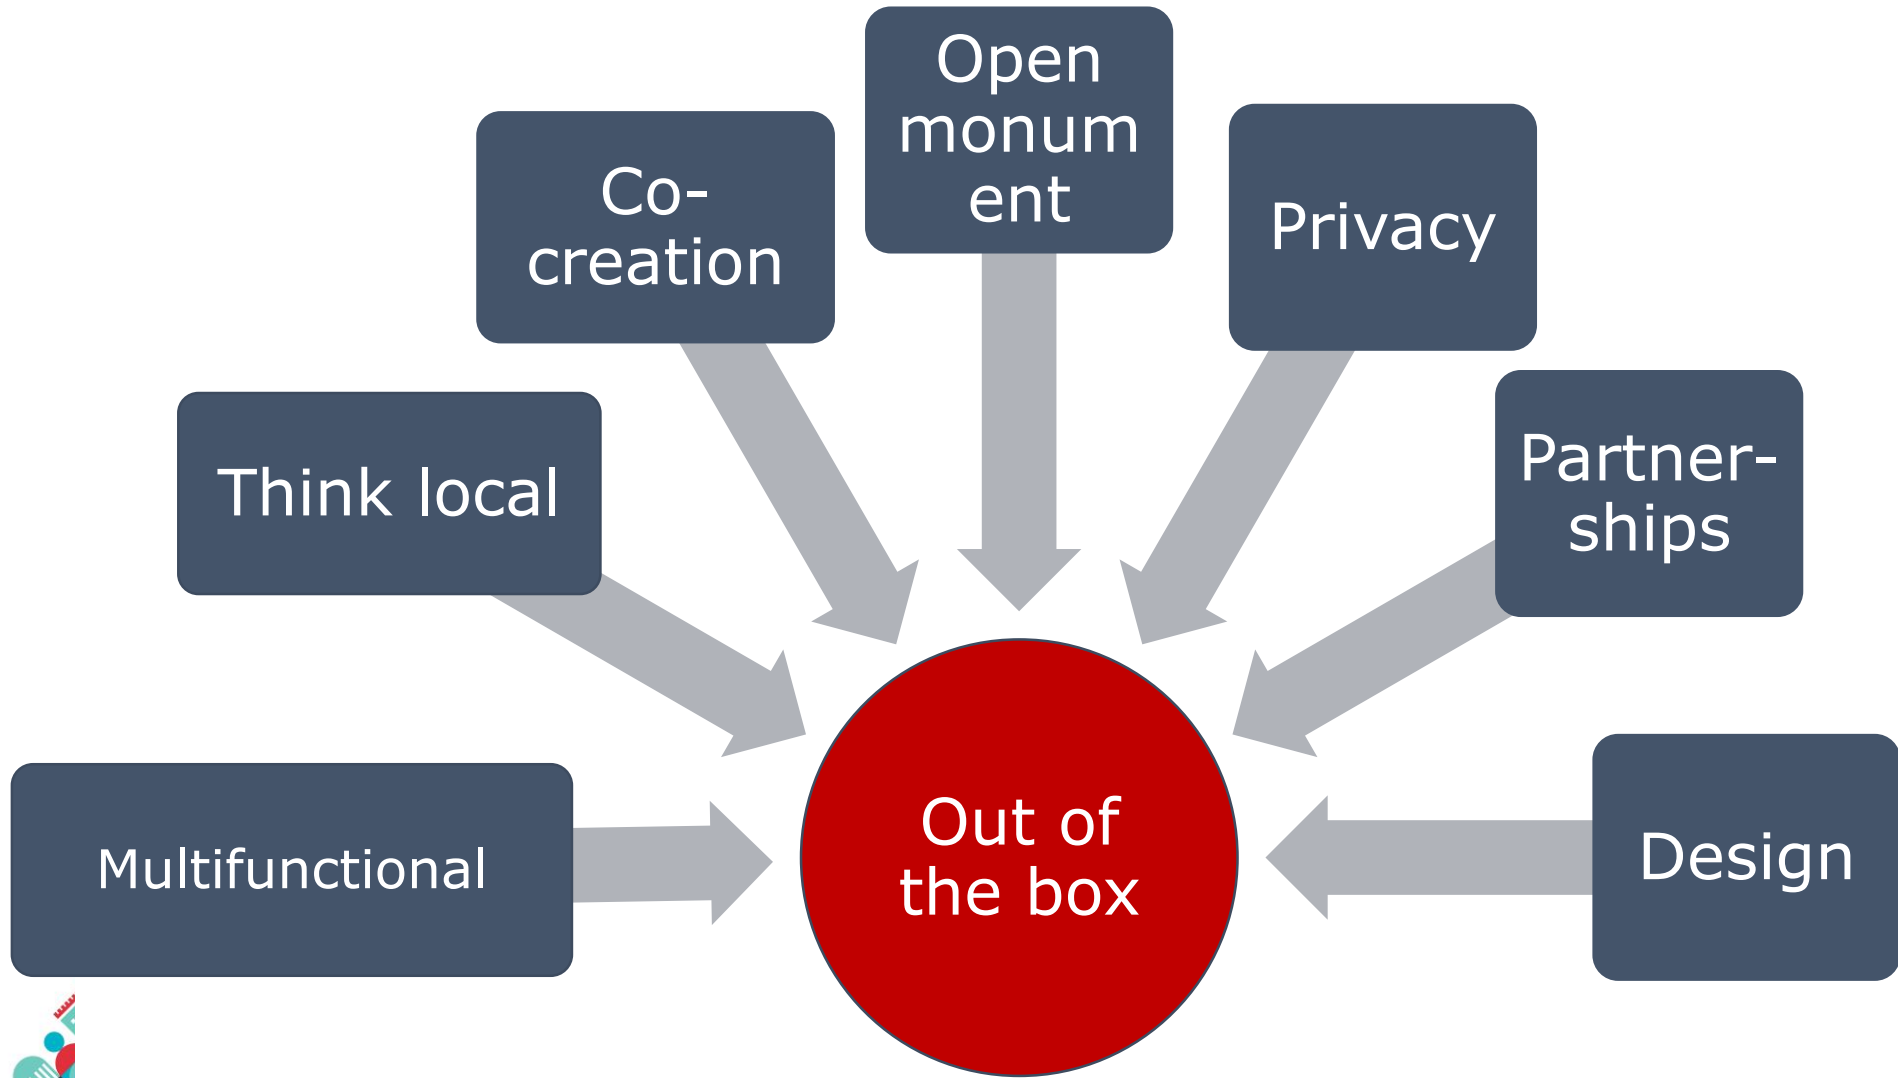 Open
monum
ent
Co-
creation
Privacy
Think local
Partner-
ships
Multifunctional
Out of
the box
Design